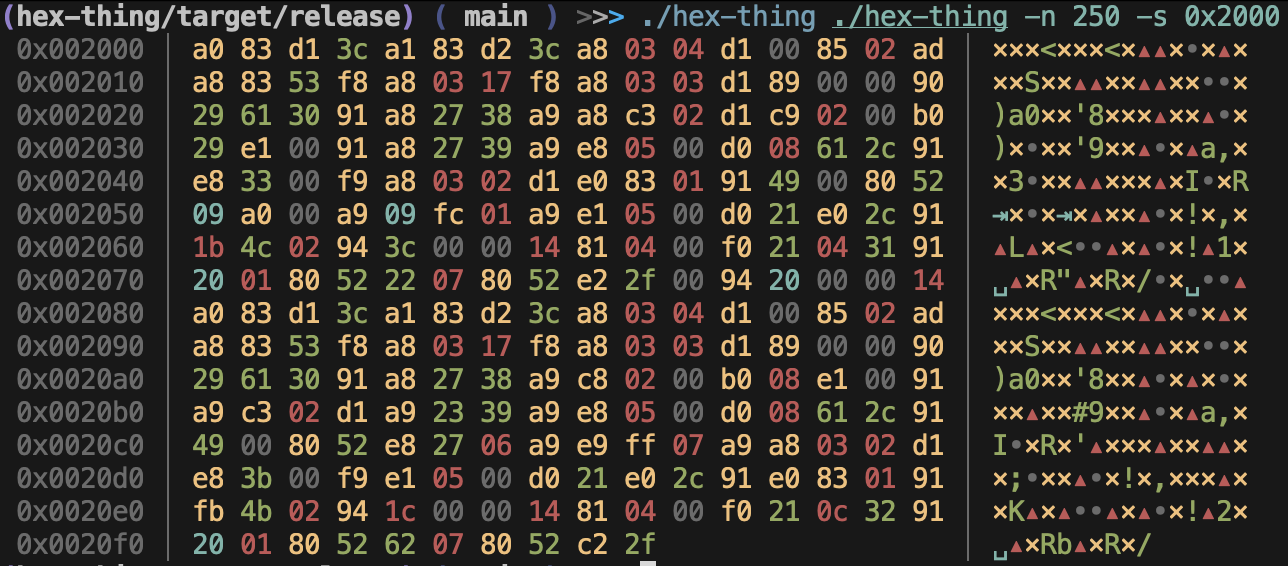 (hex-thing/target/release) ( main ) >>> ./hex-thing ./hex-thing -n 250 -s 0x2000
0x002000 │ a0 83 d1 3c a1 83 d2 3c a8 03 04 d1 00 85 02 ad │ ×××<×××<×▴▴×•×▴×
0x002010 │ a8 83 53 f8 a8 03 17 f8 a8 03 03 d1 89 00 00 90 │ ××S××▴▴××▴▴××••×
0x002020 │ 29 61 30 91 a8 27 38 a9 a8 c3 02 d1 c9 02 00 b0 │ )a0××'8×××▴××▴•×
0x002030 │ 29 e1 00 91 a8 27 39 a9 e8 05 00 d0 08 61 2c 91 │ )×•××'9××▴•×▴a,×
0x002040 │ e8 33 00 f9 a8 03 02 d1 e0 83 01 91 49 00 80 52 │ ×3•××▴▴×××▴×I•×R
0x002050 │ 09 a0 00 a9 09 fc 01 a9 e1 05 00 d0 21 e0 2c 91 │ ⇥×•×⇥×▴××▴•×!×,×
0x002060 │ 1b 4c 02 94 3c 00 00 14 81 04 00 f0 21 04 31 91 │ ▴L▴×<••▴×▴•×!▴1×
0x002070 │ 20 01 80 52 22 07 80 52 e2 2f 00 94 20 00 00 14 │ ␣▴×R"▴×R×/•×␣••▴
0x002080 │ a0 83 d1 3c a1 83 d2 3c a8 03 04 d1 00 85 02 ad │ ×××<×××<×▴▴×•×▴×
0x002090 │ a8 83 53 f8 a8 03 17 f8 a8 03 03 d1 89 00 00 90 │ ××S××▴▴××▴▴××••×
0x0020a0 │ 29 61 30 91 a8 27 38 a9 c8 02 00 b0 08 e1 00 91 │ )a0××'8××▴•×▴×•×
0x0020b0 │ a9 c3 02 d1 a9 23 39 a9 e8 05 00 d0 08 61 2c 91 │ ××▴××#9××▴•×▴a,×
0x0020c0 │ 49 00 80 52 e8 27 06 a9 e9 ff 07 a9 a8 03 02 d1 │ I•×R×'▴×××▴××▴▴×
0x0020d0 │ e8 3b 00 f9 e1 05 00 d0 21 e0 2c 91 e0 83 01 91 │ ×;•××▴•×!×,×××▴×
0x0020e0 │ fb 4b 02 94 1c 00 00 14 81 04 00 f0 21 0c 32 91 │ ×K▴×▴••▴×▴•×!▴2×
0x0020f0 │ 20 01 80 52 62 07 80 52 c2 2f │ ␣▴×Rb▴×R×/